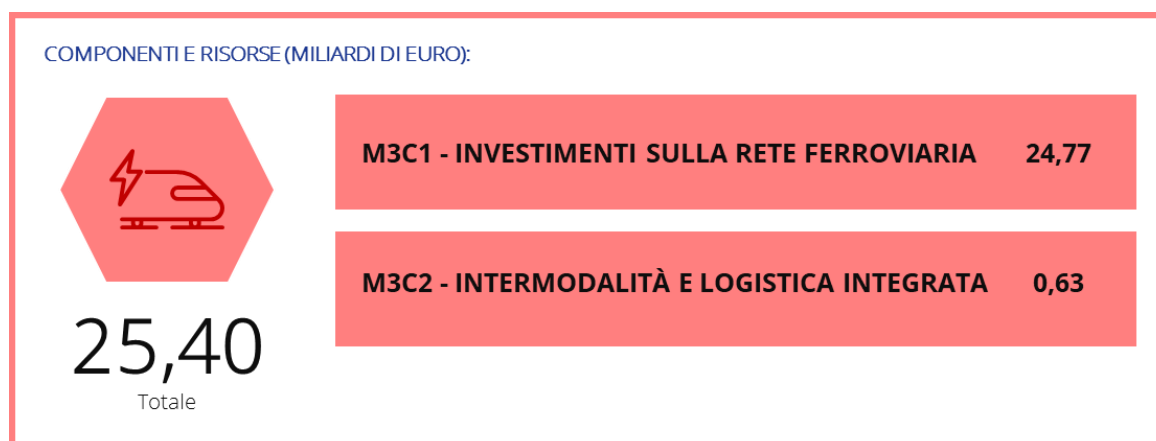 COMPONENTI E RISORSE (MILIARDI DI EURO):
M3C1 - INVESTIMENTI SULLA RETE FERROVIARIA 24,77
M3C2 - INTERMODALITÀ E LOGISTICA INTEGRATA 0,63
25,40
Totale